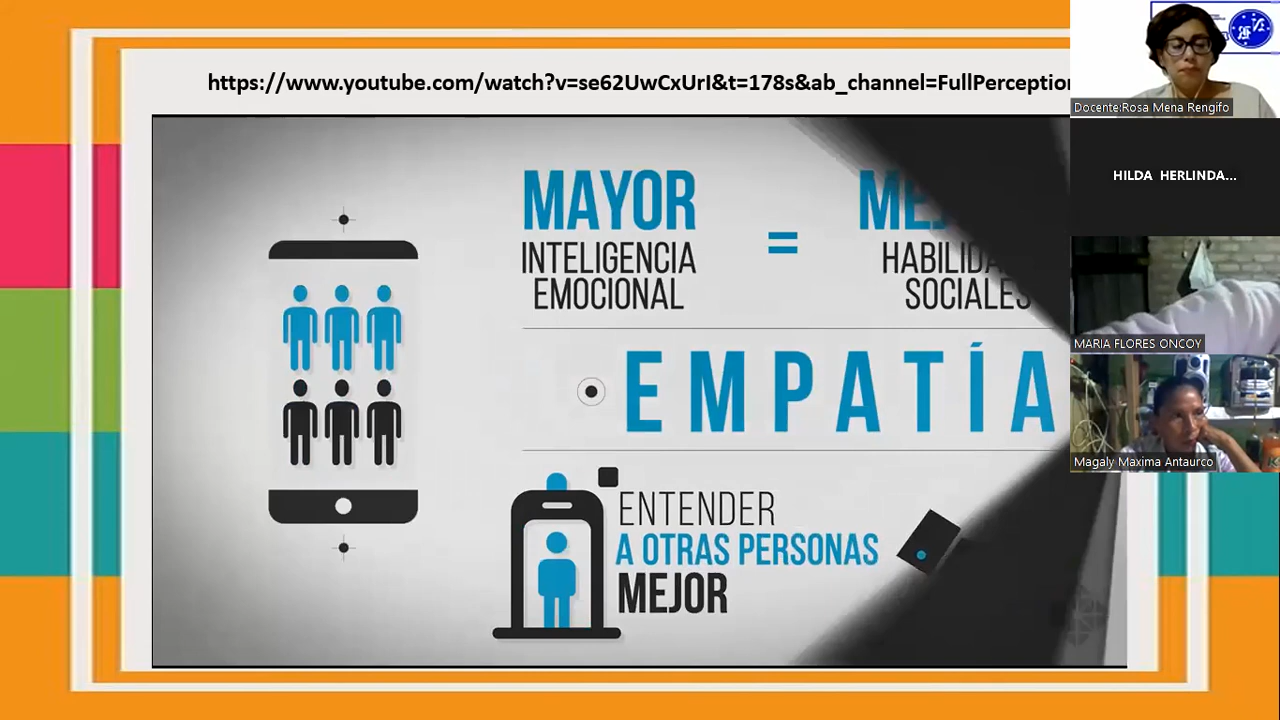 https://www.youtube.com/watch?v=se62UwCxUrI&t=178s&ab_channel=FullPerception
MAYOR
INTELIGENCIA
EMOCIONAL
=
SOCIALES
EMPATÍA
ENTENDER
A OTRAS PERSONAS
MEJOR
Docente:Rosa Mena Rengifo
HILDA HERLINDA...
MARIA FLORES ONCOY
Magaly Maxima Antaurco